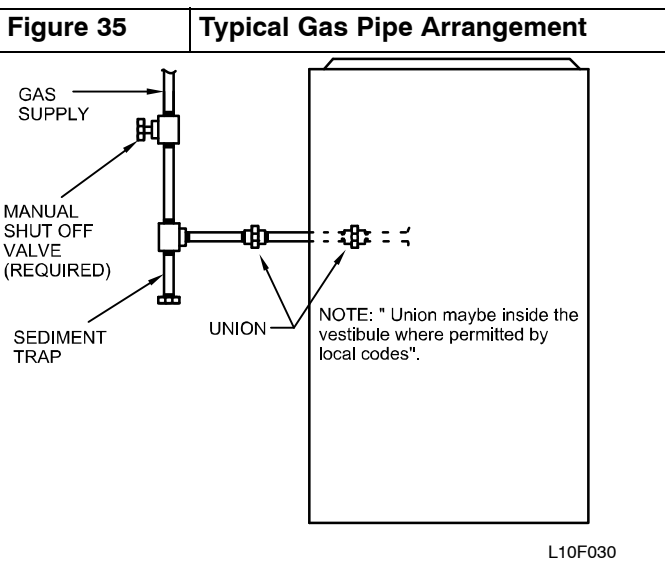 Figure 35
Typical Gas Pipe Arrangement
GAS
SUPPLY
MANUAL
SHUT OFF
VALVE
(REQUIRED)
SEDIMENT
TRAP
UNION
NOTE: " Union maybe inside the
vestibule where permitted by
local codes".
L10F030